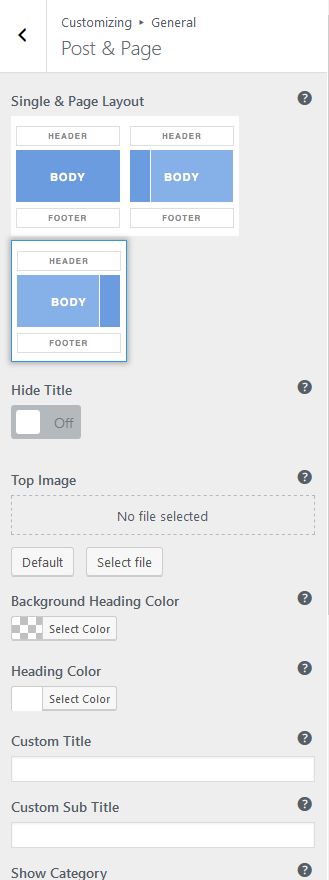 Customizing ▸ General
Post & Page
Single & Page Layout
HEADER
BODY
FOOTER
HEADER
BODY
FOOTER
HEADER
BODY
FOOTER
Hide Title
Off
Top Image
No file selected
Default
Select file
Background Heading Color
Select Color
Heading Color
Select Color
Custom Title
Custom Sub Title
Show Category